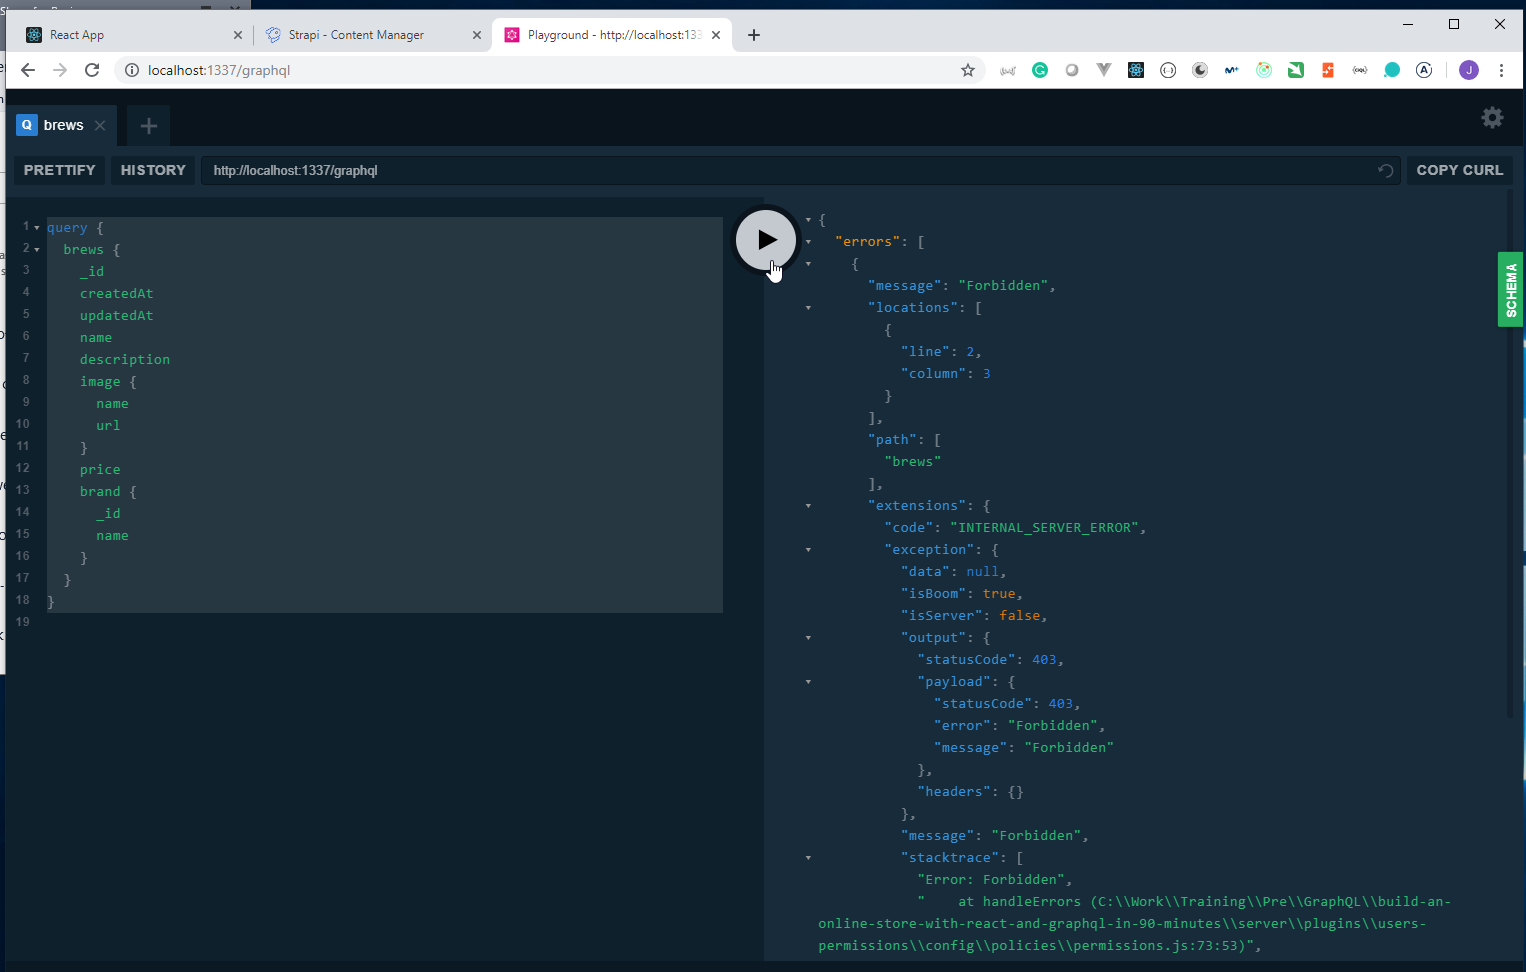 React App
Strapi - Content Manager
Playground - http://localhost:133
localhost:1337/graphql
J
Q brews
PRETTIFY
HISTORY
http://localhost:1337/graphql
COPY CURL
1 query {
2 brews {
3 _id
4 createdAt
5 updatedAt
6 name
7 description
8 image {
9 name
10 url
11 }
12 price
13 brand {
14 _id
15 name
16 }
17 }
18 }
19
{
"errors": [
{
"message": "Forbidden",
"locations": [
{
"line": 2,
"column": 3
}
],
"path": [
"brews"
],
"extensions": {
"code": "INTERNAL_SERVER_ERROR",
"exception": {
"data": null,
"isBoom": true,
"isServer": false,
"output": {
"statusCode": 403,
"payload": {
"statusCode": 403,
"error": "Forbidden",
"message": "Forbidden"
},
"headers": {}
},
"message": "Forbidden",
"stacktrace": [
"Error: Forbidden",
"    at handleErrors (C:\\Work\\Training\\Pre\\GraphQL\\build-an-
online-store-with-react-and-graphql-in-90-minutes\\server\\plugins\\users-
permissions\\config\\policies\\permissions.js:73:53)",
SCHEMA